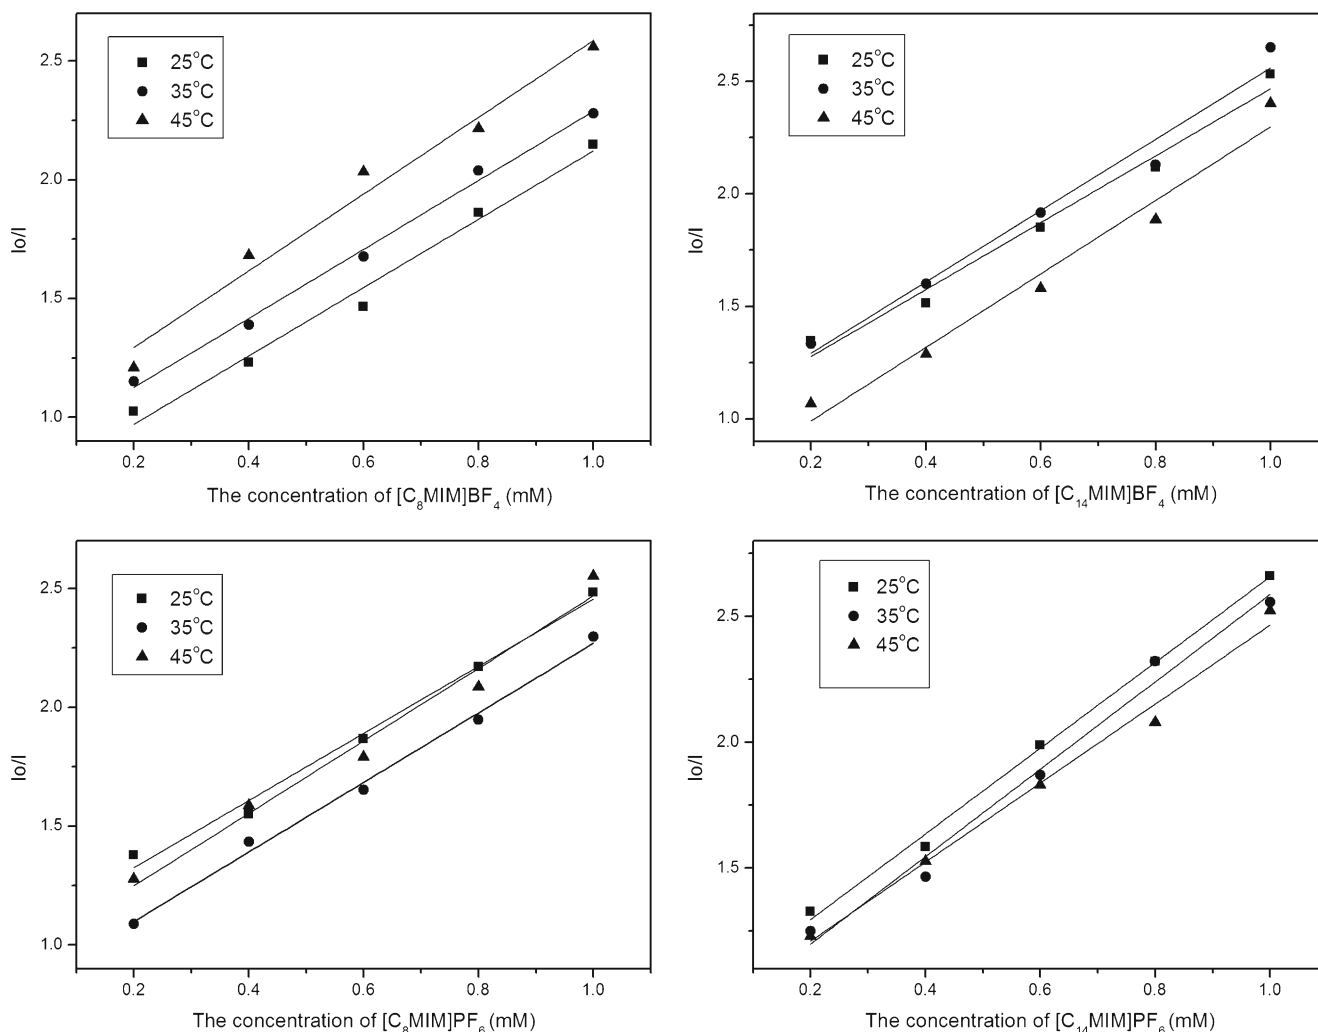 25°C
35°C
45°C
2.5
2.0
1.5
1.0
Io/I
0.2 0.4 0.6 0.8 1.0
The concentration of [C8MIM]BF4 (mM)
25°C
35°C
45°C
2.5
2.0
1.5
1.0
Io/I
0.2 0.4 0.6 0.8 1.0
The concentration of [C14MIM]BF4 (mM)
25°C
35°C
45°C
2.5
2.0
1.5
1.0
Io/I
0.2 0.4 0.6 0.8 1.0
The concentration of [C8MIM]PF6 (mM)
25°C
35°C
45°C
2.5
2.0
1.5
Io/I
0.2 0.4 0.6 0.8 1.0
The concentration of [C14MIM]PF6 (mM)